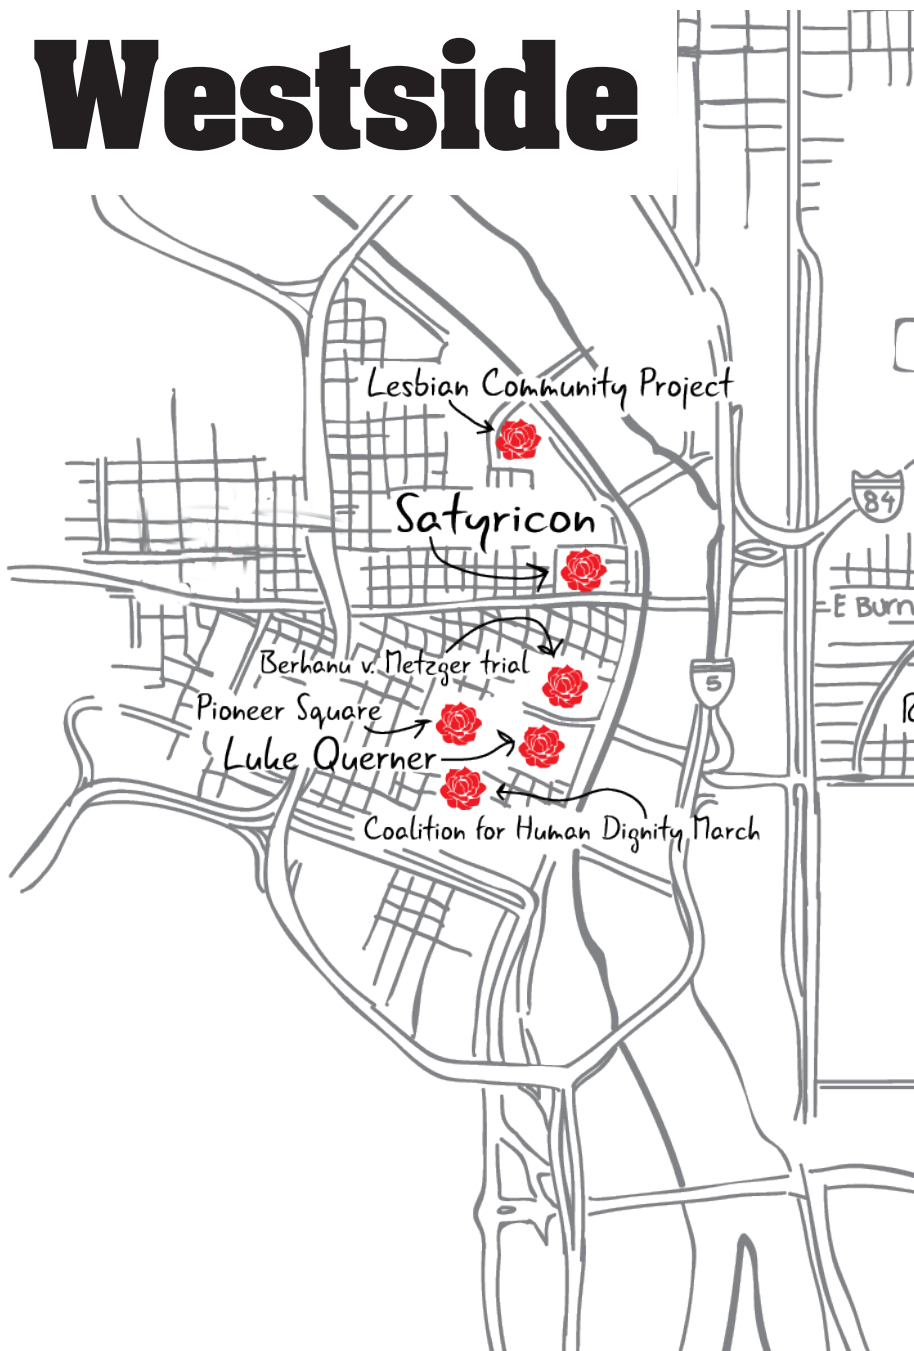 Westside
Lesbian Community Project
84
Satyricon
E Burn
Berhanu v. Metzger trial
5
Pioneer Square
Luke Querner
Coalition for Human Dignity March